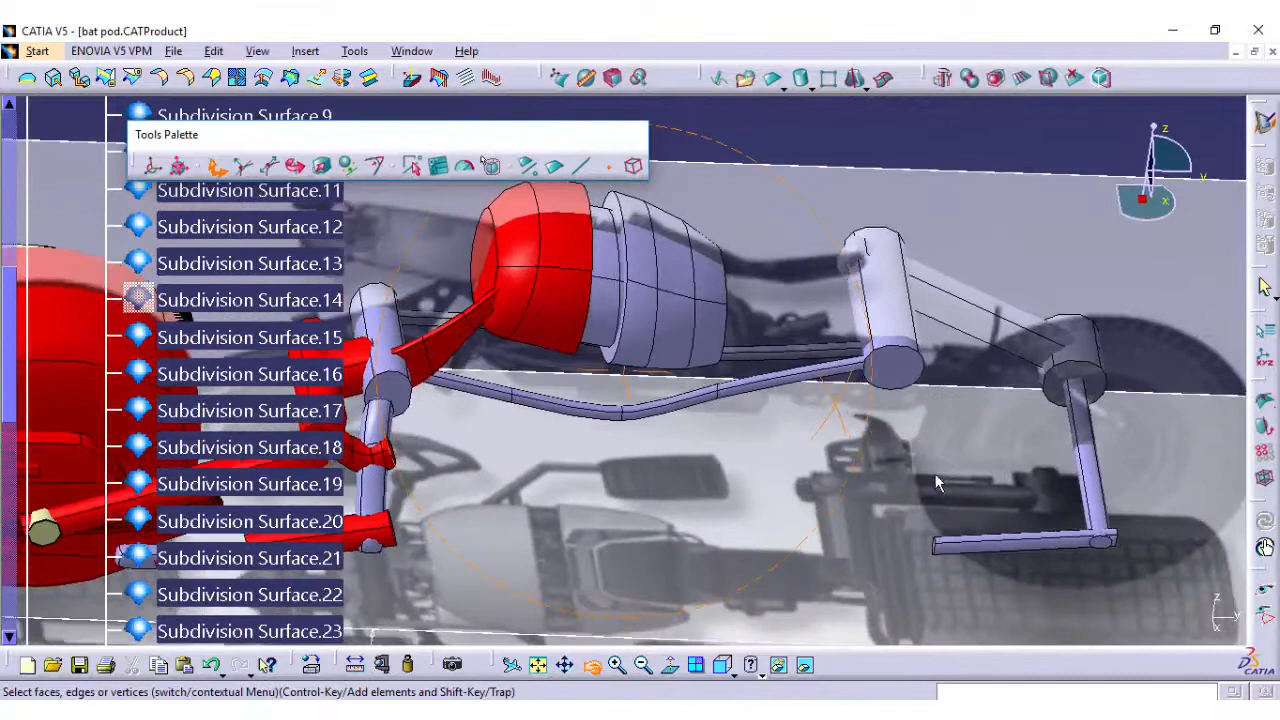 CATIA V5 - [bat pod.CATProduct]
Start ENOVIA V5 VPM File Edit View Insert Tools Window Help
Subdivision Surface.9
Tools Palette
Subdivision Surface.11
Subdivision Surface.12
Subdivision Surface.13
Subdivision Surface.14
Subdivision Surface.15
Subdivision Surface.16
Subdivision Surface.17
Subdivision Surface.18
Subdivision Surface.19
Subdivision Surface.20
Subdivision Surface.21
Subdivision Surface.22
Subdivision Surface.23
z
y
x
z
y
x
DS
CATIA
Select faces, edges or vertices (switch/contextual Menu)(Control-Key/Add elements and Shift-Key/Trap)